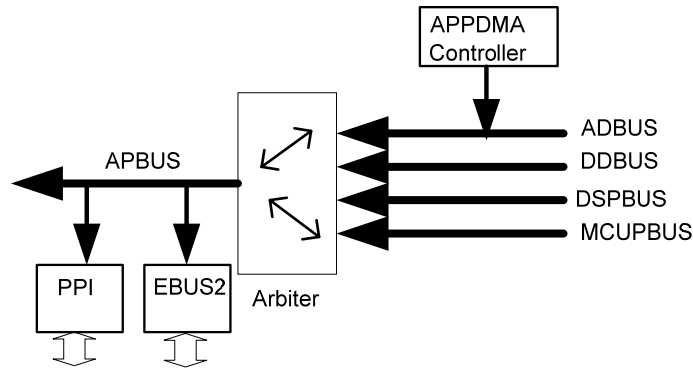 APPDMA
Controller
ADBUS
APBUS
DDBUS
DSPBUS
MCUPBUS
PPI
EBUS2
Arbiter